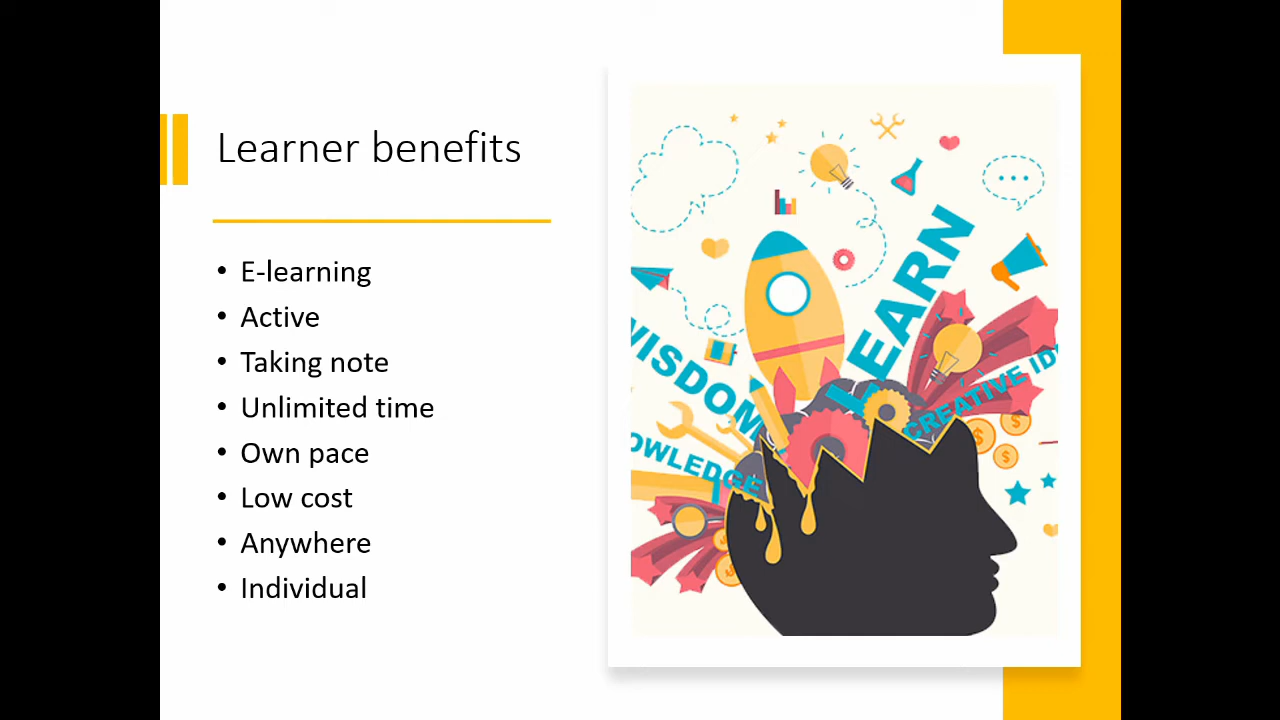 Learner benefits
• E-learning
• Active
• Taking note
• Unlimited time
• Own pace
• Low cost
• Anywhere
• Individual
LEARN
WISDOM
OWLEDGE
CREATIVE ID
$
$
$
$
$